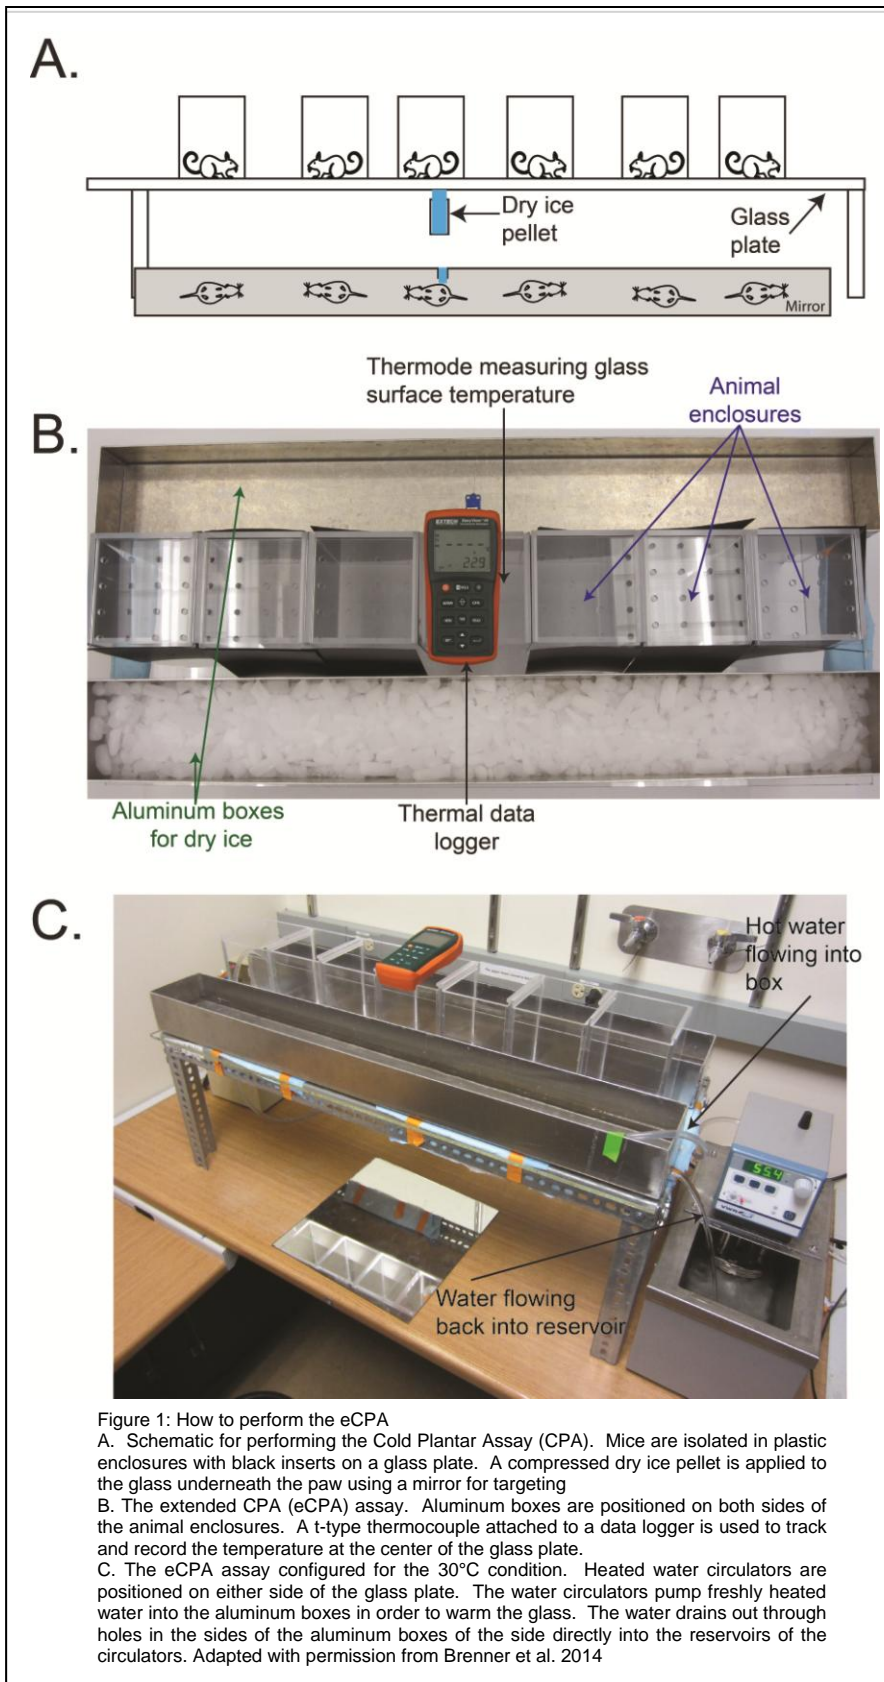 A.
Dry ice
pellet
Glass
plate
Mirror
Thermode measuring glass
surface temperature
Animal
enclosures
B.
EXTECH
229
Aluminum boxes
for dry ice
Thermal data
logger
C.
Hot water
flowing into
box
554
Water flowing
back into reservoir
Figure 1: How to perform the eCPA
A. Schematic for performing the Cold Plantar Assay (CPA). Mice are isolated in plastic
enclosures with black inserts on a glass plate. A compressed dry ice pellet is applied to
the glass underneath the paw using a mirror for targeting
B. The extended CPA (eCPA) assay. Aluminum boxes are positioned on both sides of
the animal enclosures. A t-type thermocouple attached to a data logger is used to track
and record the temperature at the center of the glass plate.
C. The eCPA assay configured for the 30°C condition. Heated water circulators are
positioned on either side of the glass plate. The water circulators pump freshly heated
water into the aluminum boxes in order to warm the glass. The water drains out through
holes in the sides of the aluminum boxes of the side directly into the reservoirs of the
circulators. Adapted with permission from Brenner et al. 2014